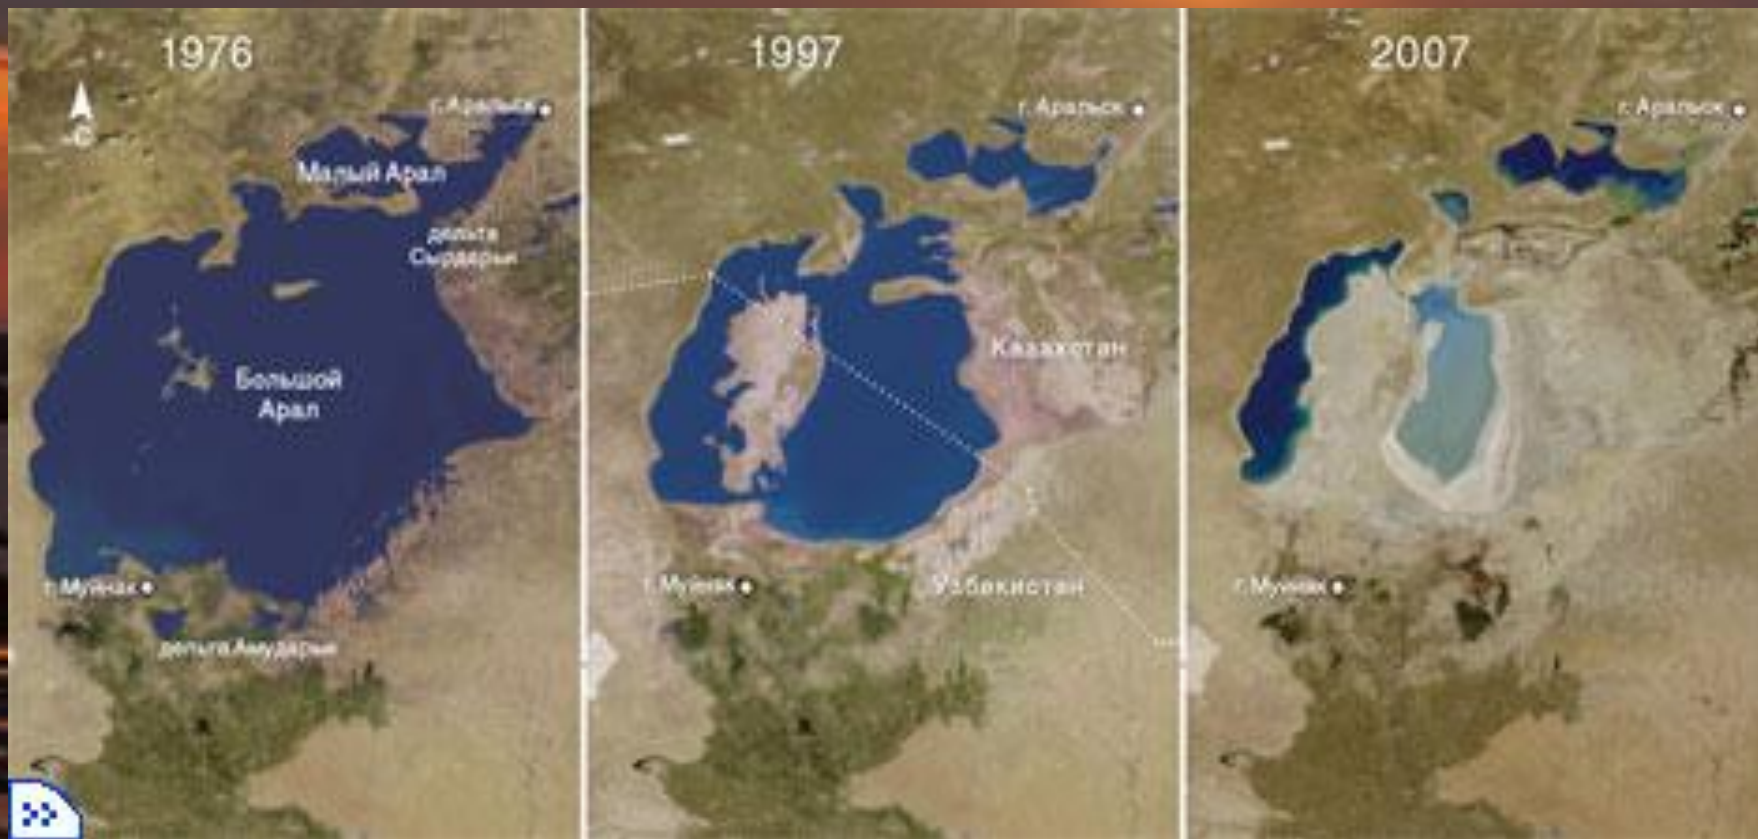 1976
С
г. Аральск
Малый Арал
дельта
Сырдарьи
Большой
Арал
г. Муйнак
дельта Амударьи
1997
г. Аральск
Казахстан
г. Муйнак
Узбекистан
2007
г. Аральск
г. Муйнак